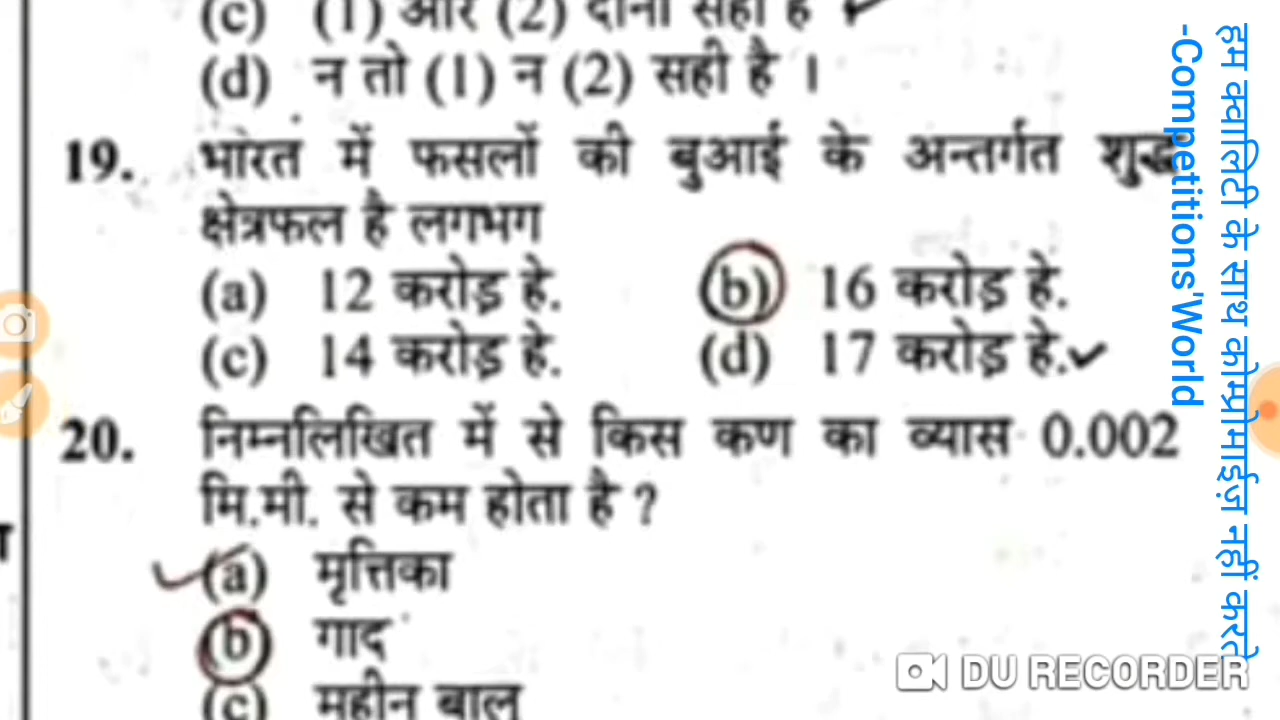 (c) (1) और (2) दोनों सही हैं
(d) न तो (1) न (2) सही है ।
19. भारत में फसलों की बुआई के अन्तर्गत शुद्ध
क्षेत्रफल है लगभग
(a) 12 करोड़ हे. (b) 16 करोड़ हे.
(c) 14 करोड़ हे. (d) 17 करोड़ हे.
20. निम्नलिखित में से किस कण का व्यास 0.002
मि.मी. से कम होता है ?
(a) मृत्तिका
(b) गाद
(c) महीन बालू
हम क्वालिटी के साथ कोम्प्रोमाईज़ नहीं करते
-Competitions'World
DU RECORDER